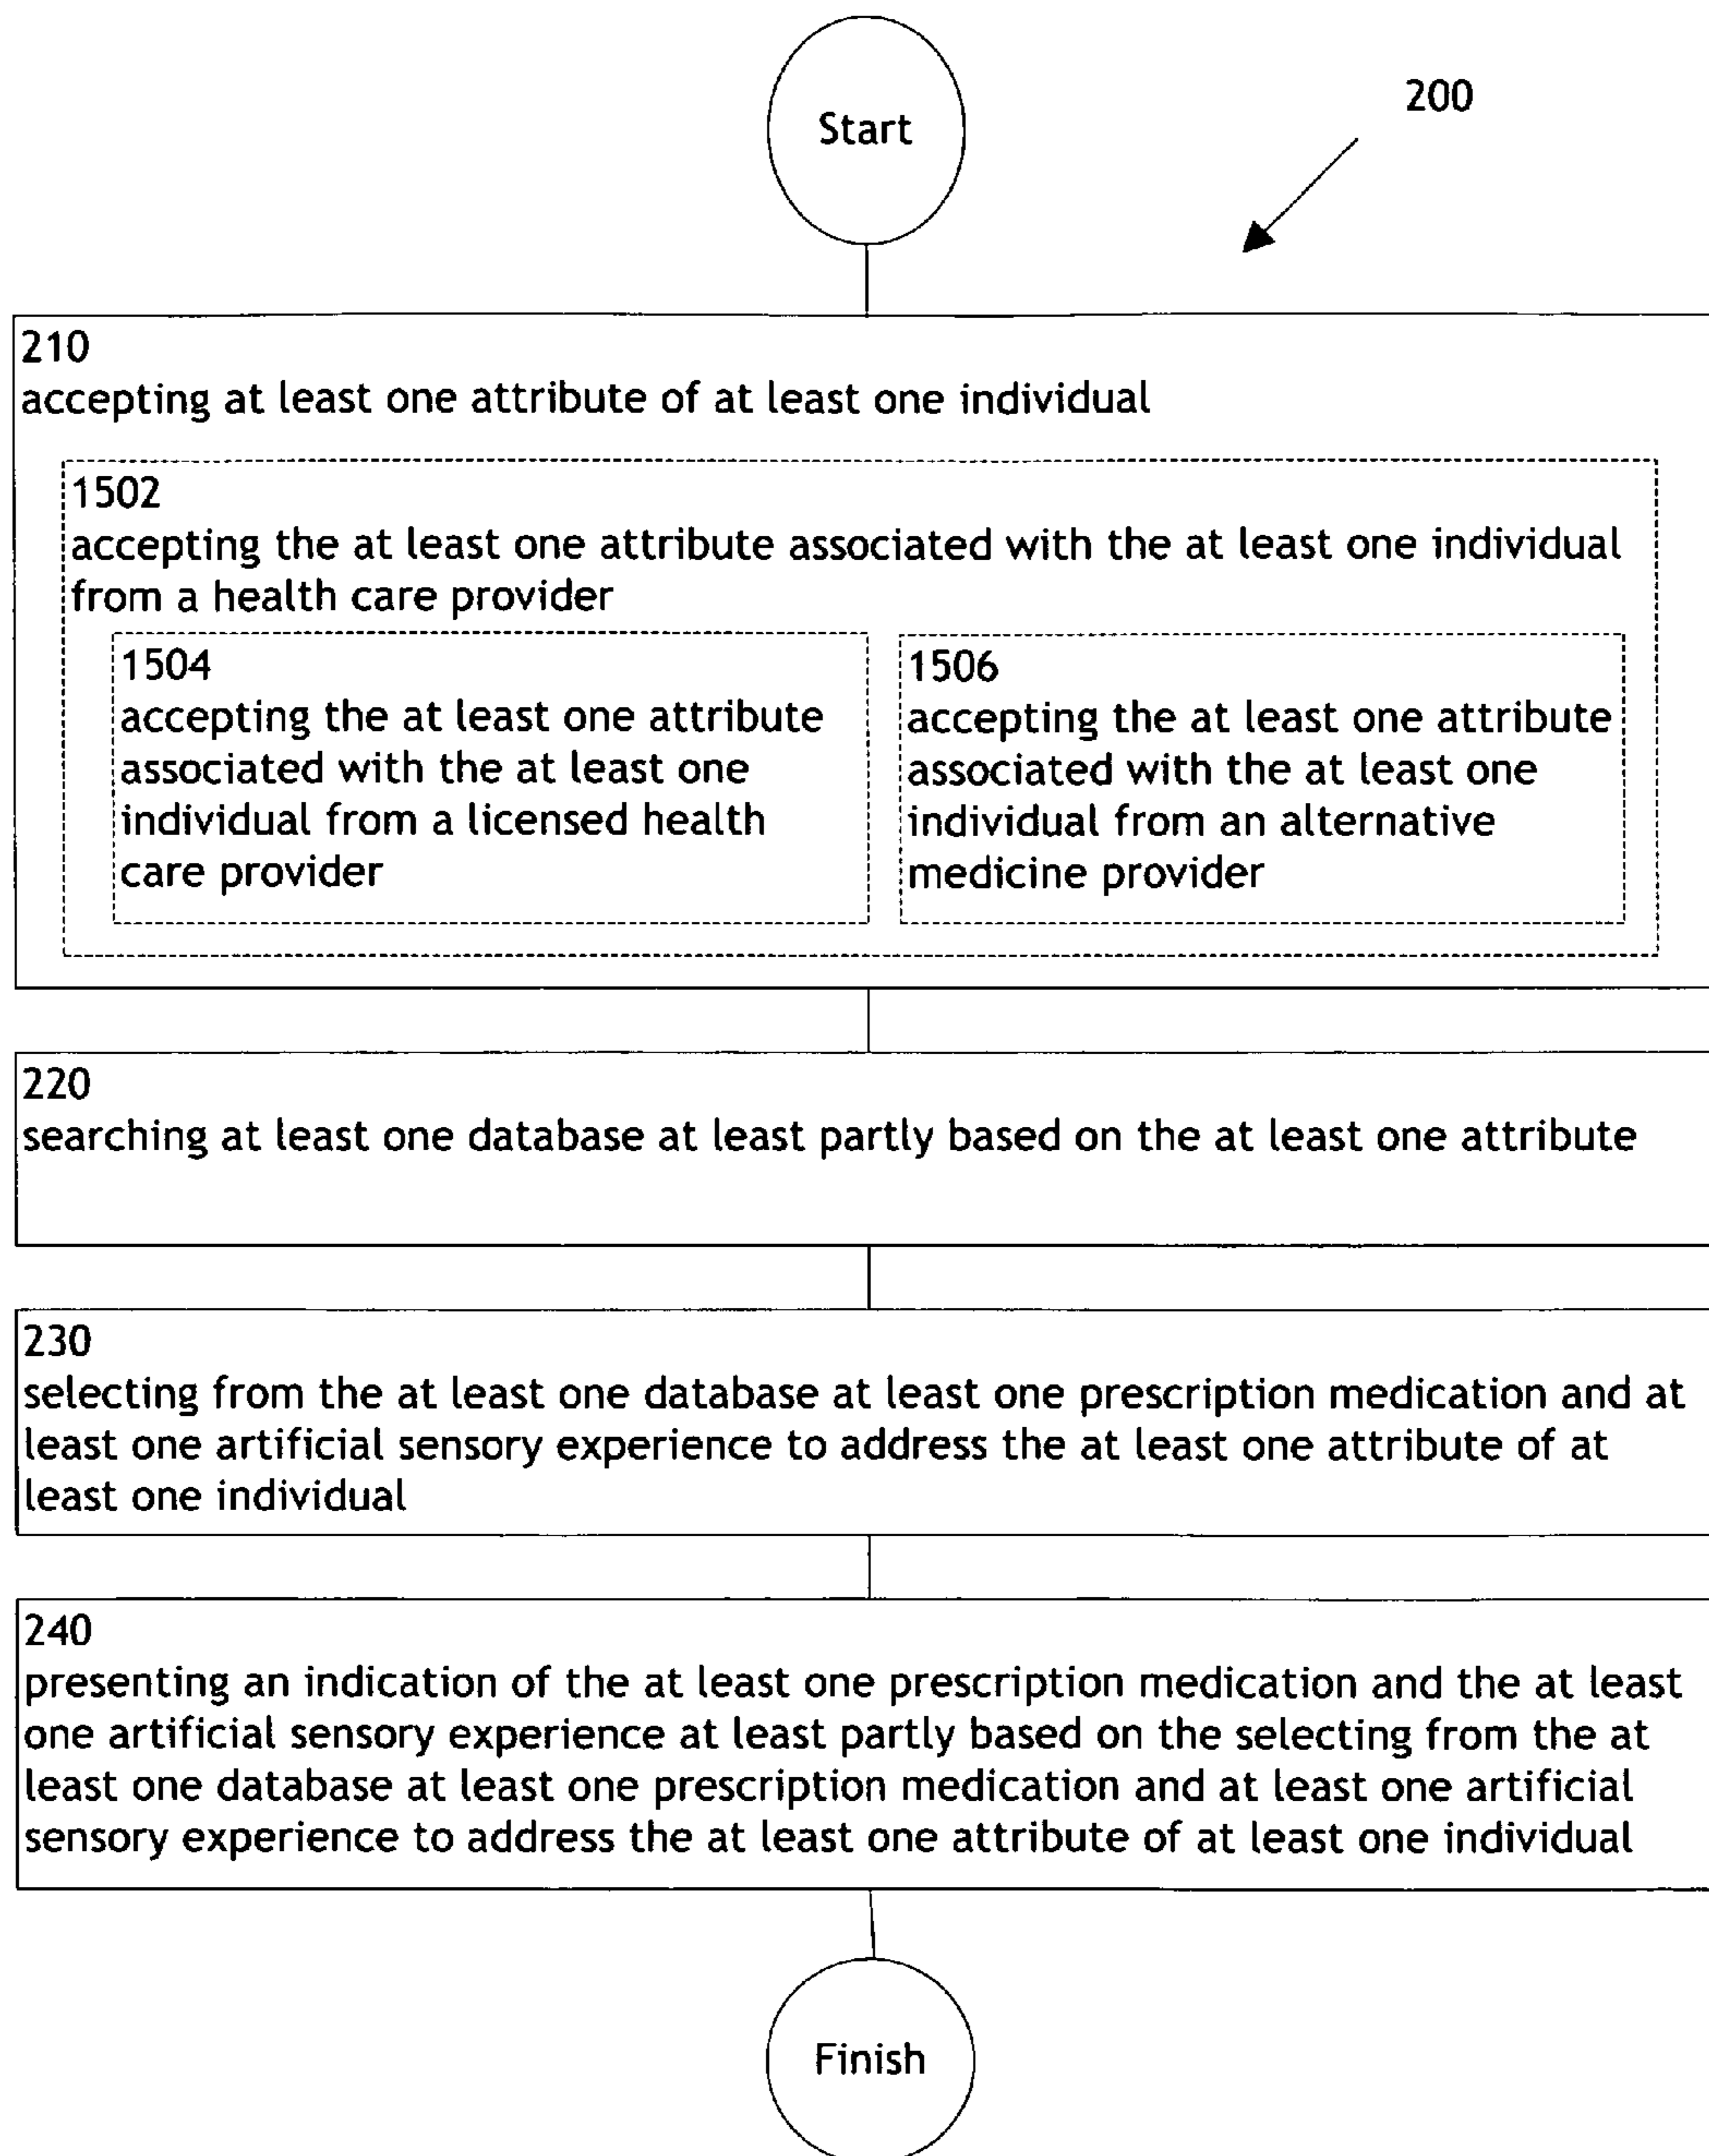 Start
200
210
accepting at least one attribute of at least one individual
1502
accepting the at least one attribute associated with the at least one individual
from a health care provider
1504
accepting the at least one attribute
associated with the at least one
individual from a licensed health
care provider
1506
accepting the at least one attribute
associated with the at least one
individual from an alternative
medicine provider
220
searching at least one database at least partly based on the at least one attribute
230
selecting from the at least one database at least one prescription medication and at
least one artificial sensory experience to address the at least one attribute of at
least one individual
240
presenting an indication of the at least one prescription medication and the at least
one artificial sensory experience at least partly based on the selecting from the at
least one database at least one prescription medication and at least one artificial
sensory experience to address the at least one attribute of at least one individual
Finish